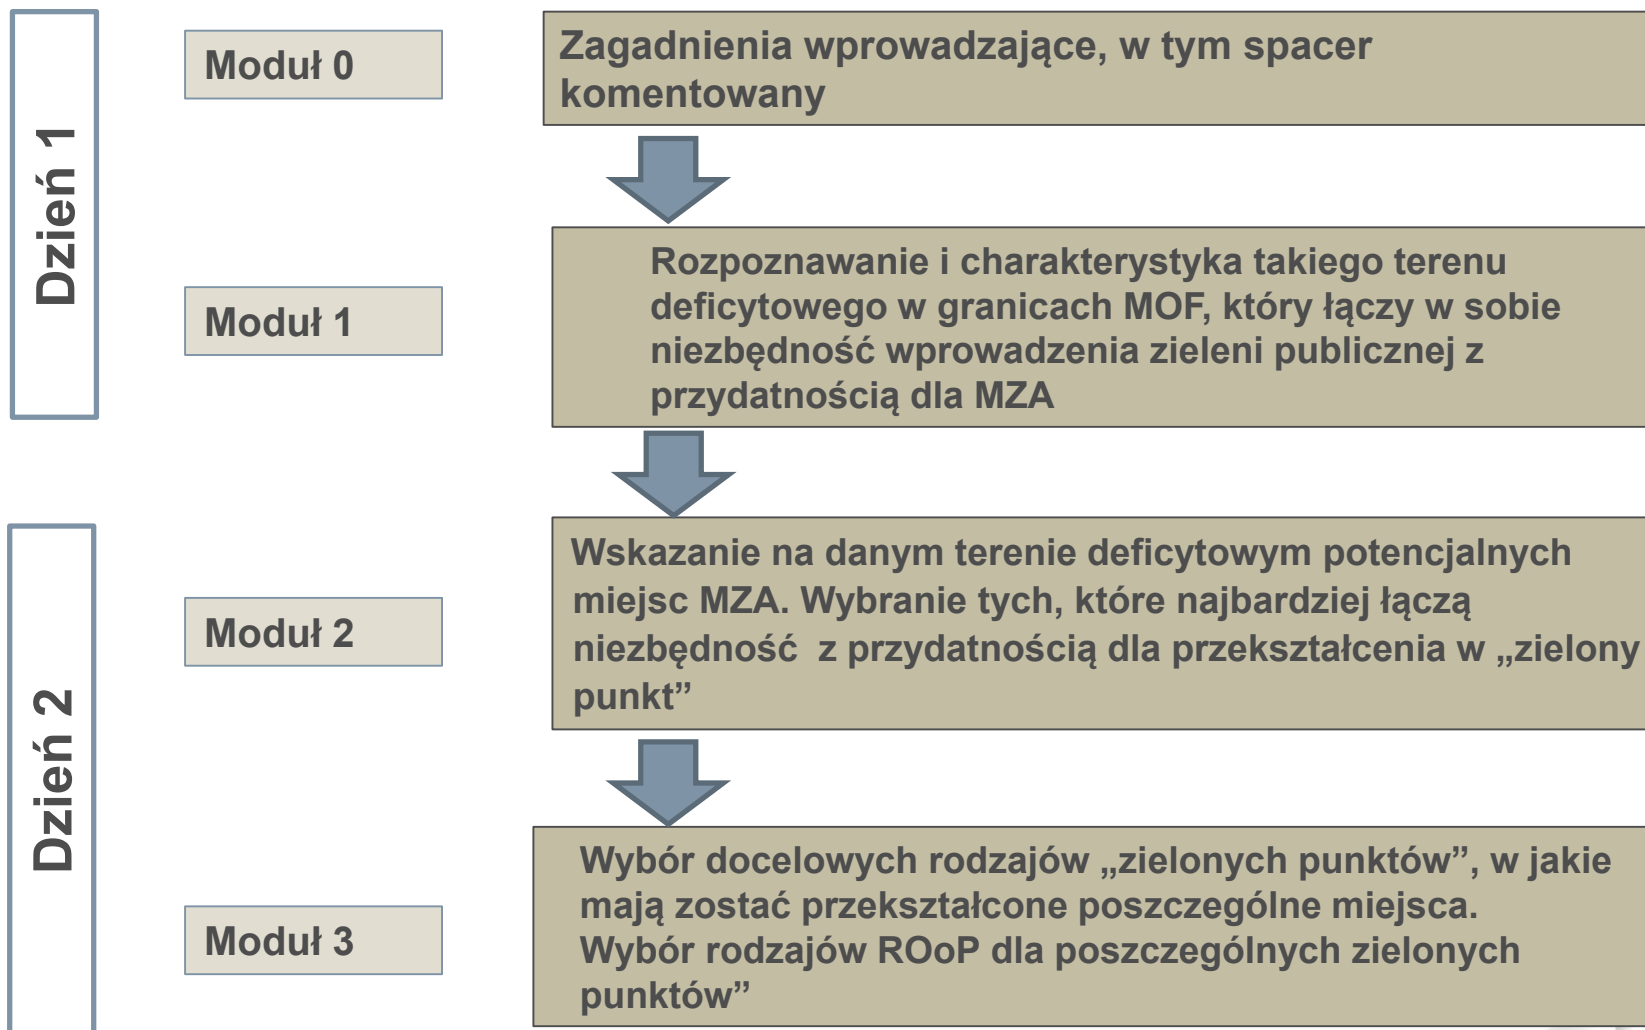 Dzień 1
Moduł 0
Zagadnienia wprowadzające, w tym spacer
komentowany
Moduł 1
Rozpoznawanie i charakterystyka takiego terenu
deficytowego w granicach MOF, który łączy w sobie
niezbędność wprowadzenia zieleni publicznej z
przydatnością dla MZA
Dzień 2
Moduł 2
Wskazanie na danym terenie deficytowym potencjalnych
miejsc MZA. Wybranie tych, które najbardziej łączą
niezbędność z przydatnością dla przekształcenia w „zielony
punkt”
Moduł 3
Wybór docelowych rodzajów „zielonych punktów”, w jakie
mają zostać przekształcone poszczególne miejsca.
Wybór rodzajów ROoP dla poszczególnych zielonych
punktów”